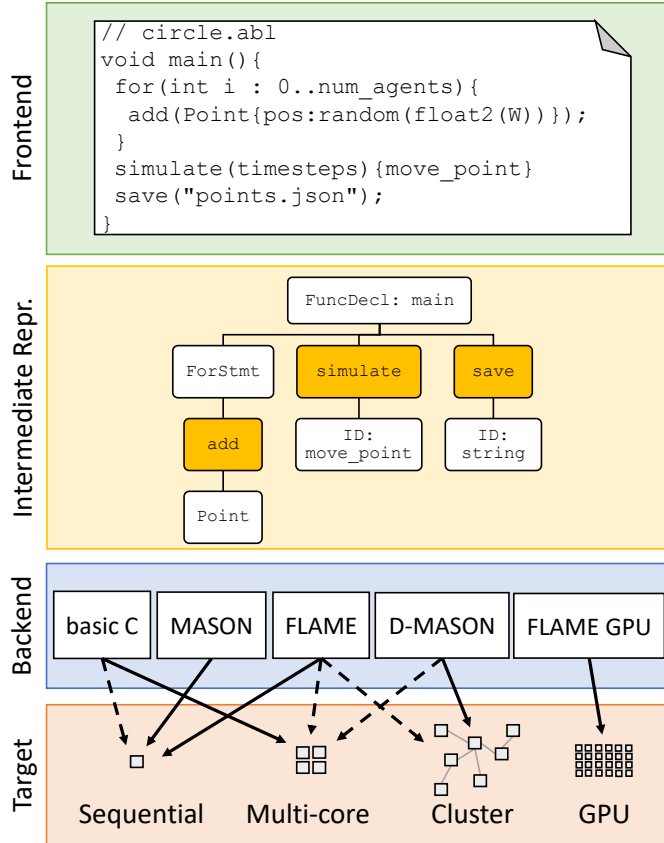 Frontend
// circle.abl
void main(){
 for(int i : 0..num_agents){
  add(Point{pos:random(float2(W))});
 }
 simulate(timesteps){move_point}
 save("points.json");
}
Intermediate Repr.
FuncDecl: main
ForStmt
simulate
save
add
ID:
move_point
ID:
string
Point
Backend
basic C
MASON
FLAME
D-MASON
FLAME GPU
Target
Sequential
Multi-core
Cluster
GPU